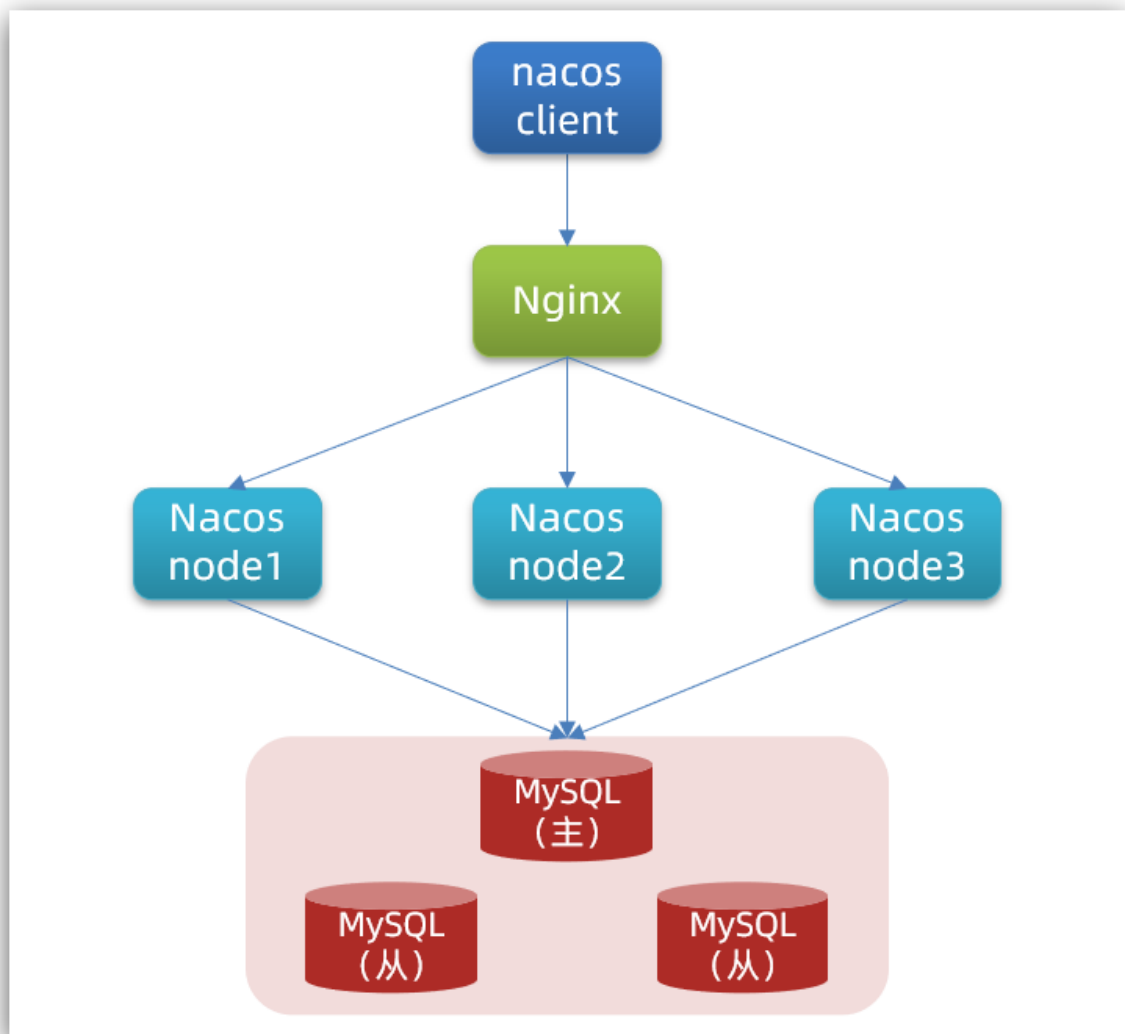 nacos
client
Nginx
Nacos
node1
Nacos
node2
Nacos
node3
MySQL
（主）
MySQL
（从）
MySQL
（从）